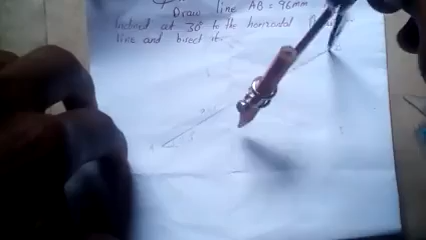 Draw line AB = 96mm
Inclined at 30° to the horizontal
line and bisect it